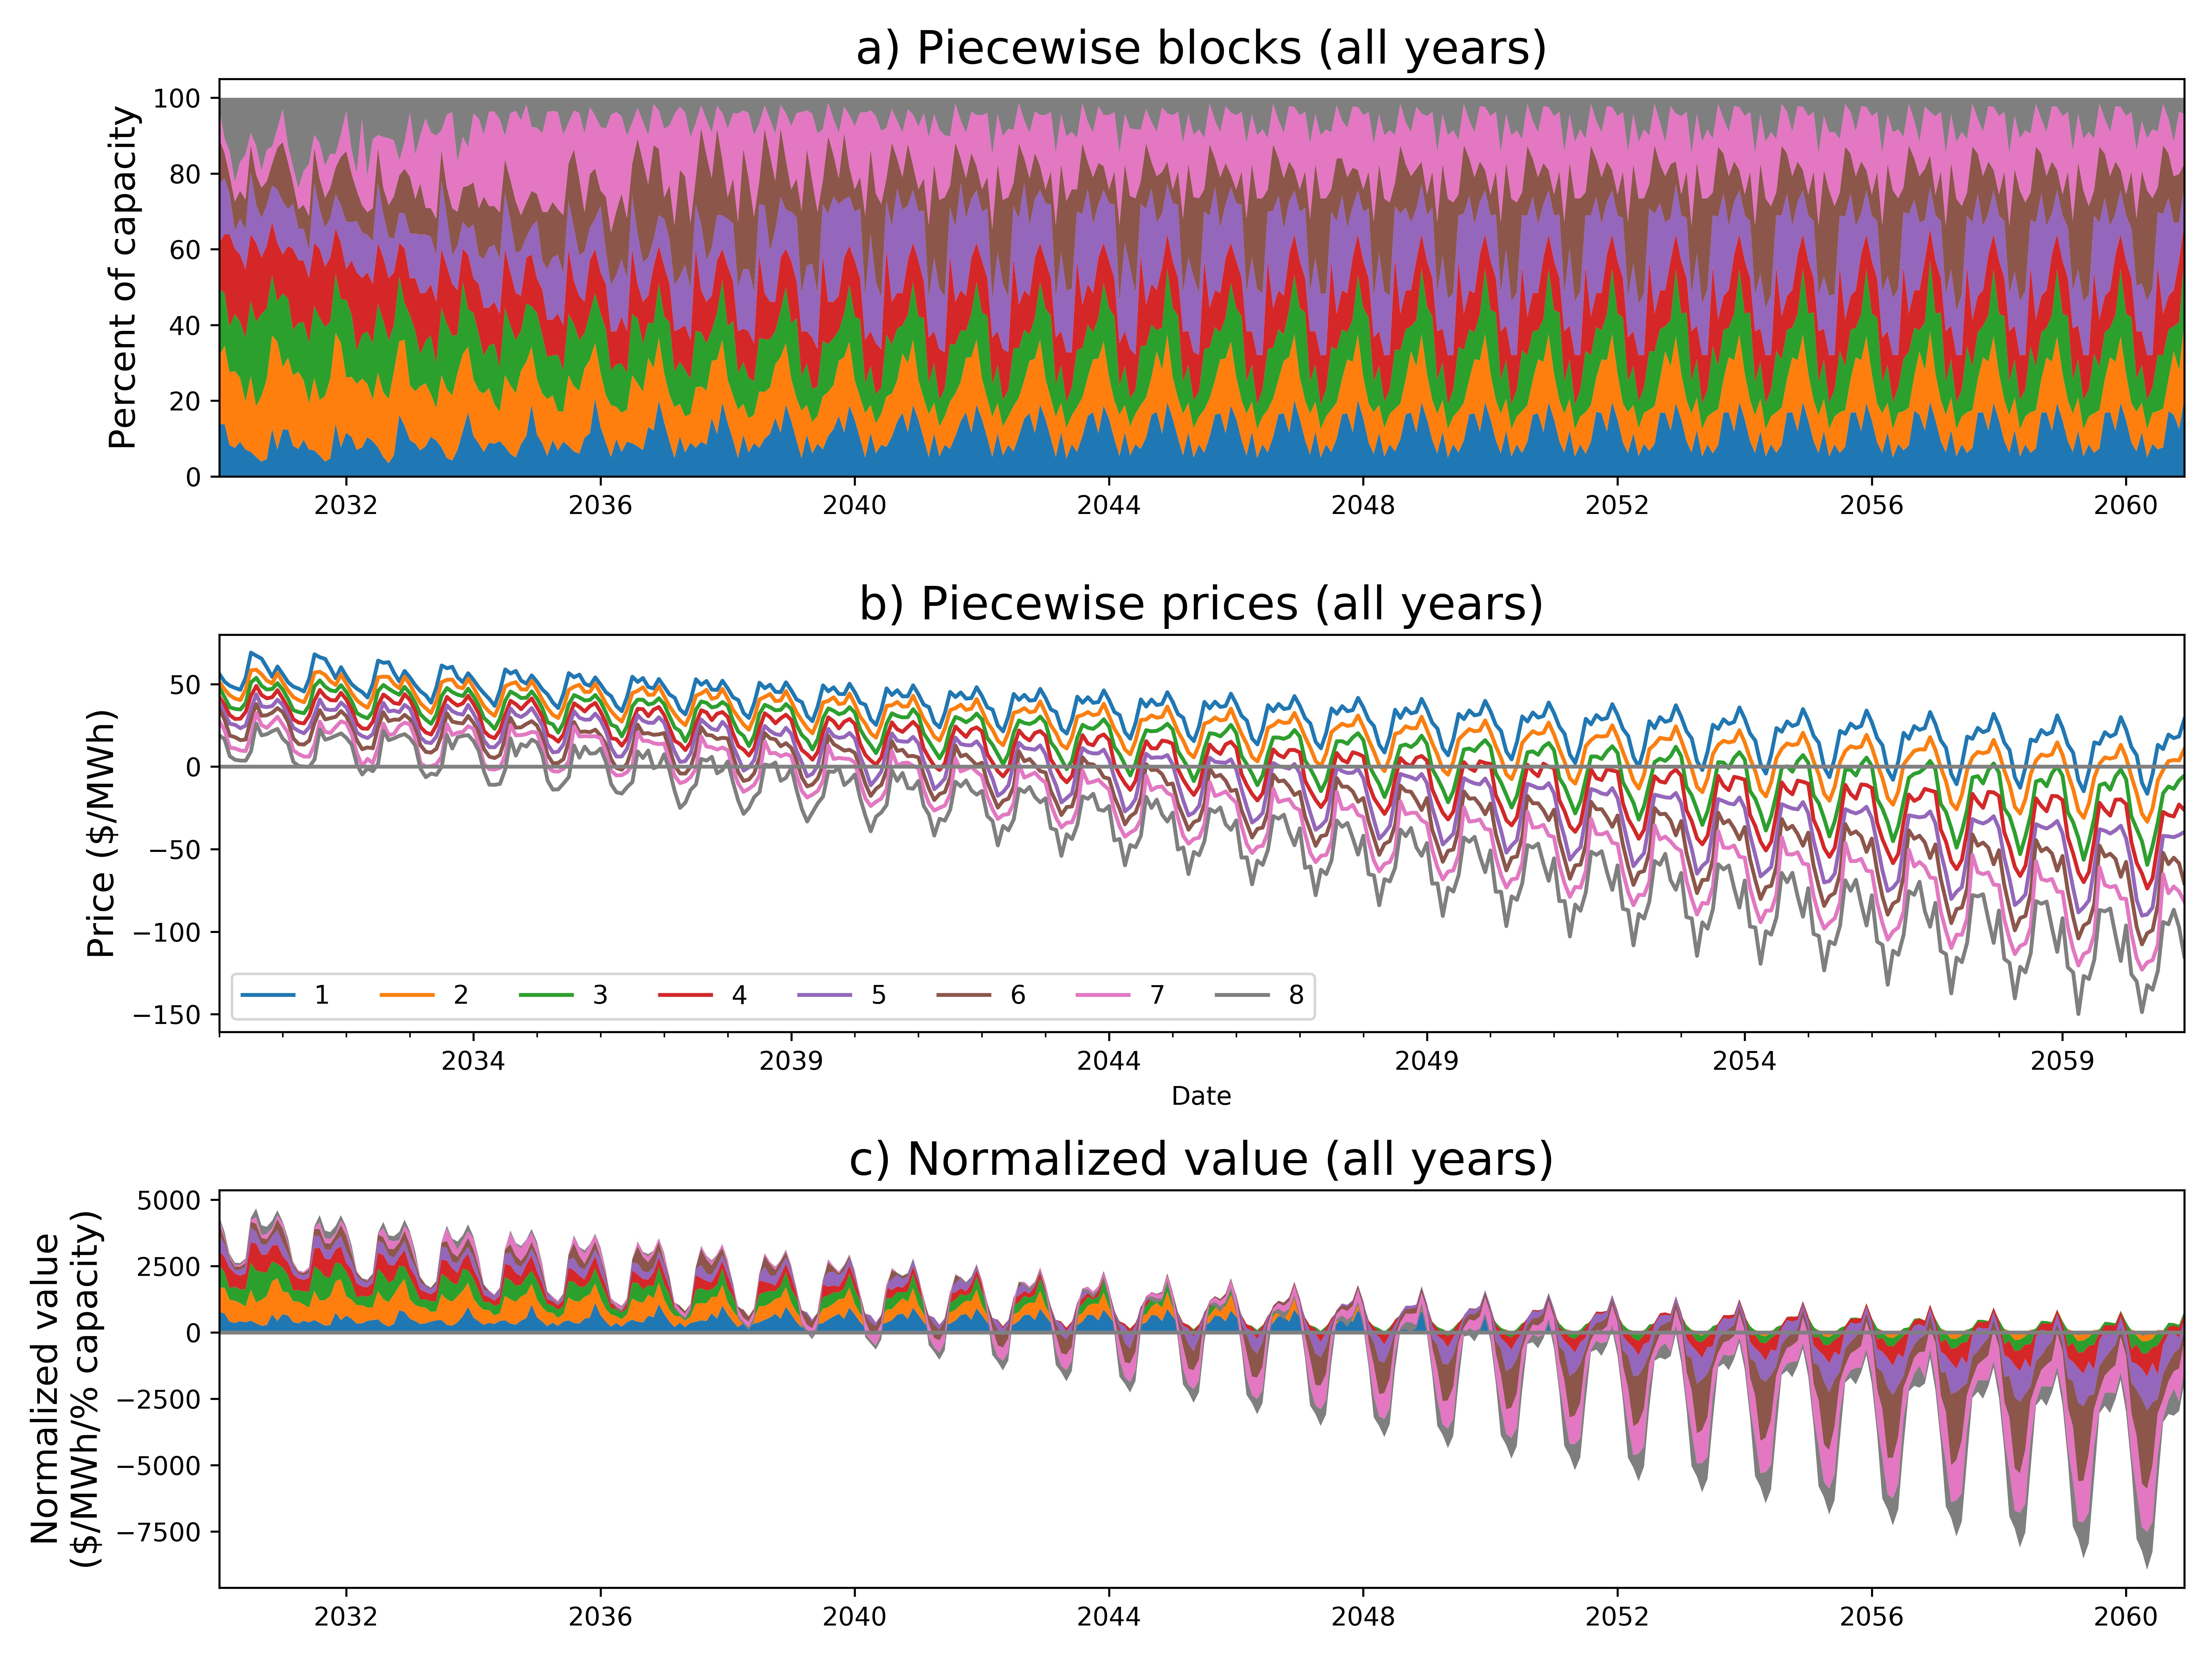 a) Piecewise blocks (all years)
Percent of capacity
100
80
60
40
20
0
2032 2036 2040 2044 2048 2052 2056 2060
b) Piecewise prices (all years)
Price ($/MWh)
50
0
−50
−100
−150
1 2 3 4 5 6 7 8
2034 2039 2044 2049 2054 2059
Date
c) Normalized value (all years)
Normalized value
($/MWh/% capacity)
5000
2500
0
−2500
−5000
−7500
2032 2036 2040 2044 2048 2052 2056 2060